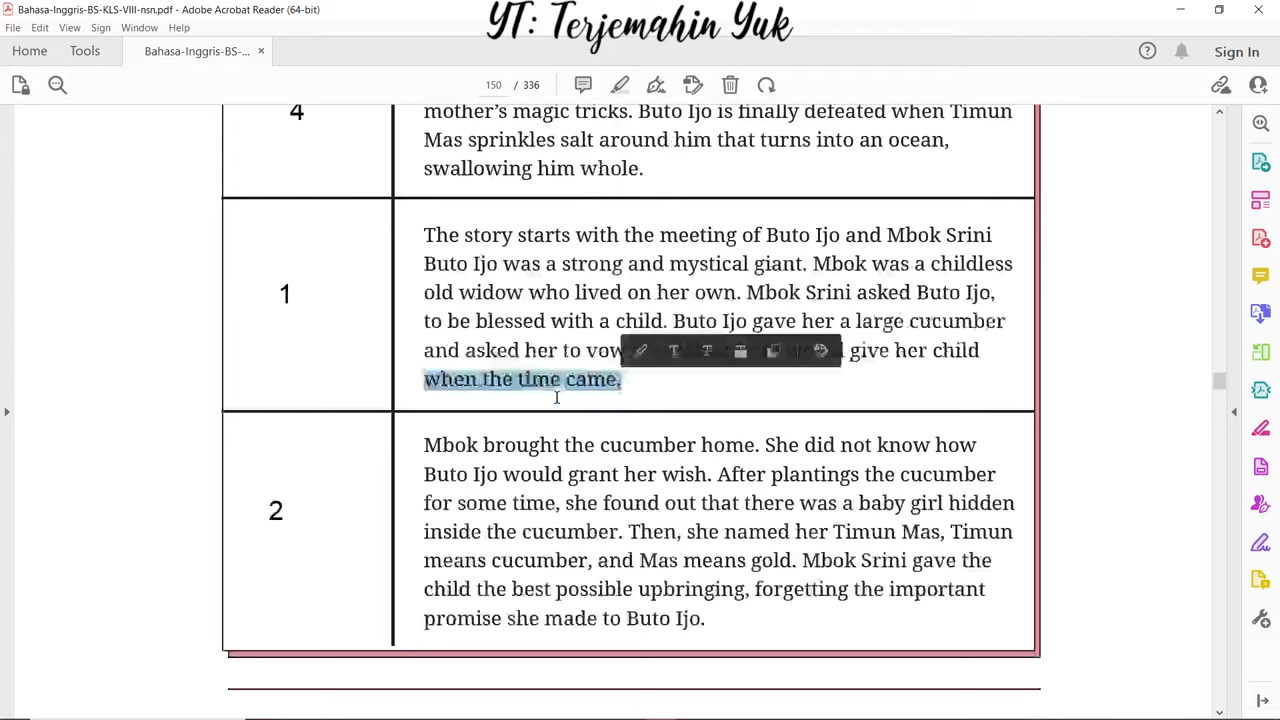 Bahasa-Inggris-BS-KLS-VIII-nsn.pdf - Adobe Acrobat Reader (64-bit)
YT: Terjemahin Yuk
File Edit View Sign Window Help
Home Tools Bahasa-Inggris-BS-... × Sign In
150 / 336
4
mother's magic tricks. Buto Ijo is finally defeated when Timun
Mas sprinkles salt around him that turns into an ocean,
swallowing him whole.
1
The story starts with the meeting of Buto Ijo and Mbok Srini
Buto Ijo was a strong and mystical giant. Mbok was a childless
old widow who lived on her own. Mbok Srini asked Buto Ijo,
to be blessed with a child. Buto Ijo gave her a large cucumber
and asked her to vow give her child
when the time came.
2
Mbok brought the cucumber home. She did not know how
Buto Ijo would grant her wish. After plantings the cucumber
for some time, she found out that there was a baby girl hidden
inside the cucumber. Then, she named her Timun Mas, Timun
means cucumber, and Mas means gold. Mbok Srini gave the
child the best possible upbringing, forgetting the important
promise she made to Buto Ijo.